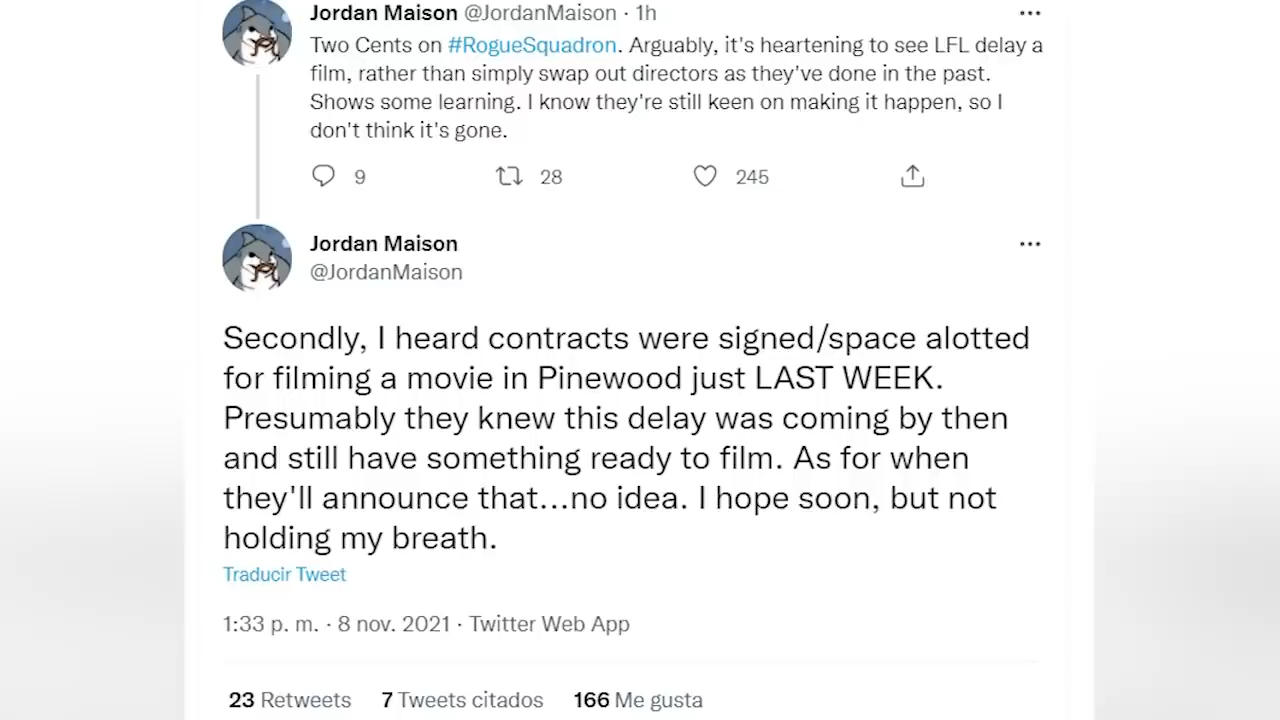 Jordan Maison @JordanMaison · 1h
Two Cents on #RogueSquadron. Arguably, it's heartening to see LFL delay a
film, rather than simply swap out directors as they've done in the past.
Shows some learning. I know they're still keen on making it happen, so I
don't think it's gone.
9 28 245
Jordan Maison
@JordanMaison
Secondly, I heard contracts were signed/space alotted
for filming a movie in Pinewood just LAST WEEK.
Presumably they knew this delay was coming by then
and still have something ready to film. As for when
they'll announce that...no idea. I hope soon, but not
holding my breath.
Traducir Tweet
1:33 p. m. · 8 nov. 2021 · Twitter Web App
23 Retweets 7 Tweets citados 166 Me gusta